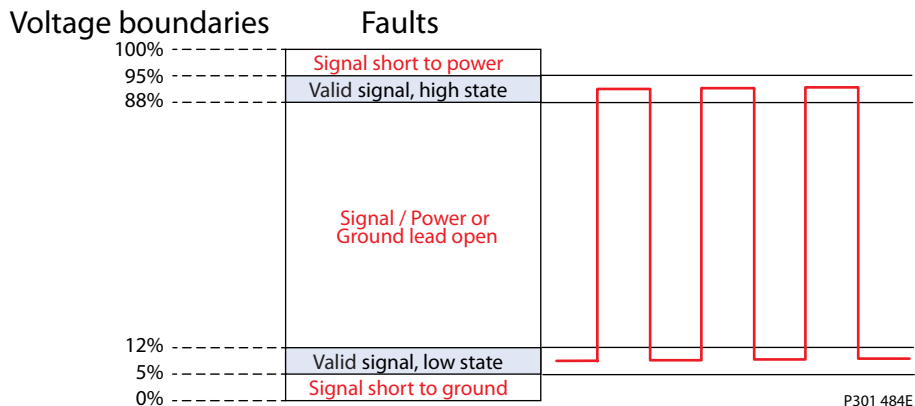 Voltage boundaries Faults
100%
Signal short to power
95%
Valid signal, high state
88%
Signal / Power or
Ground lead open
12%
Valid signal, low state
5%
Signal short to ground
0%
P301 484E